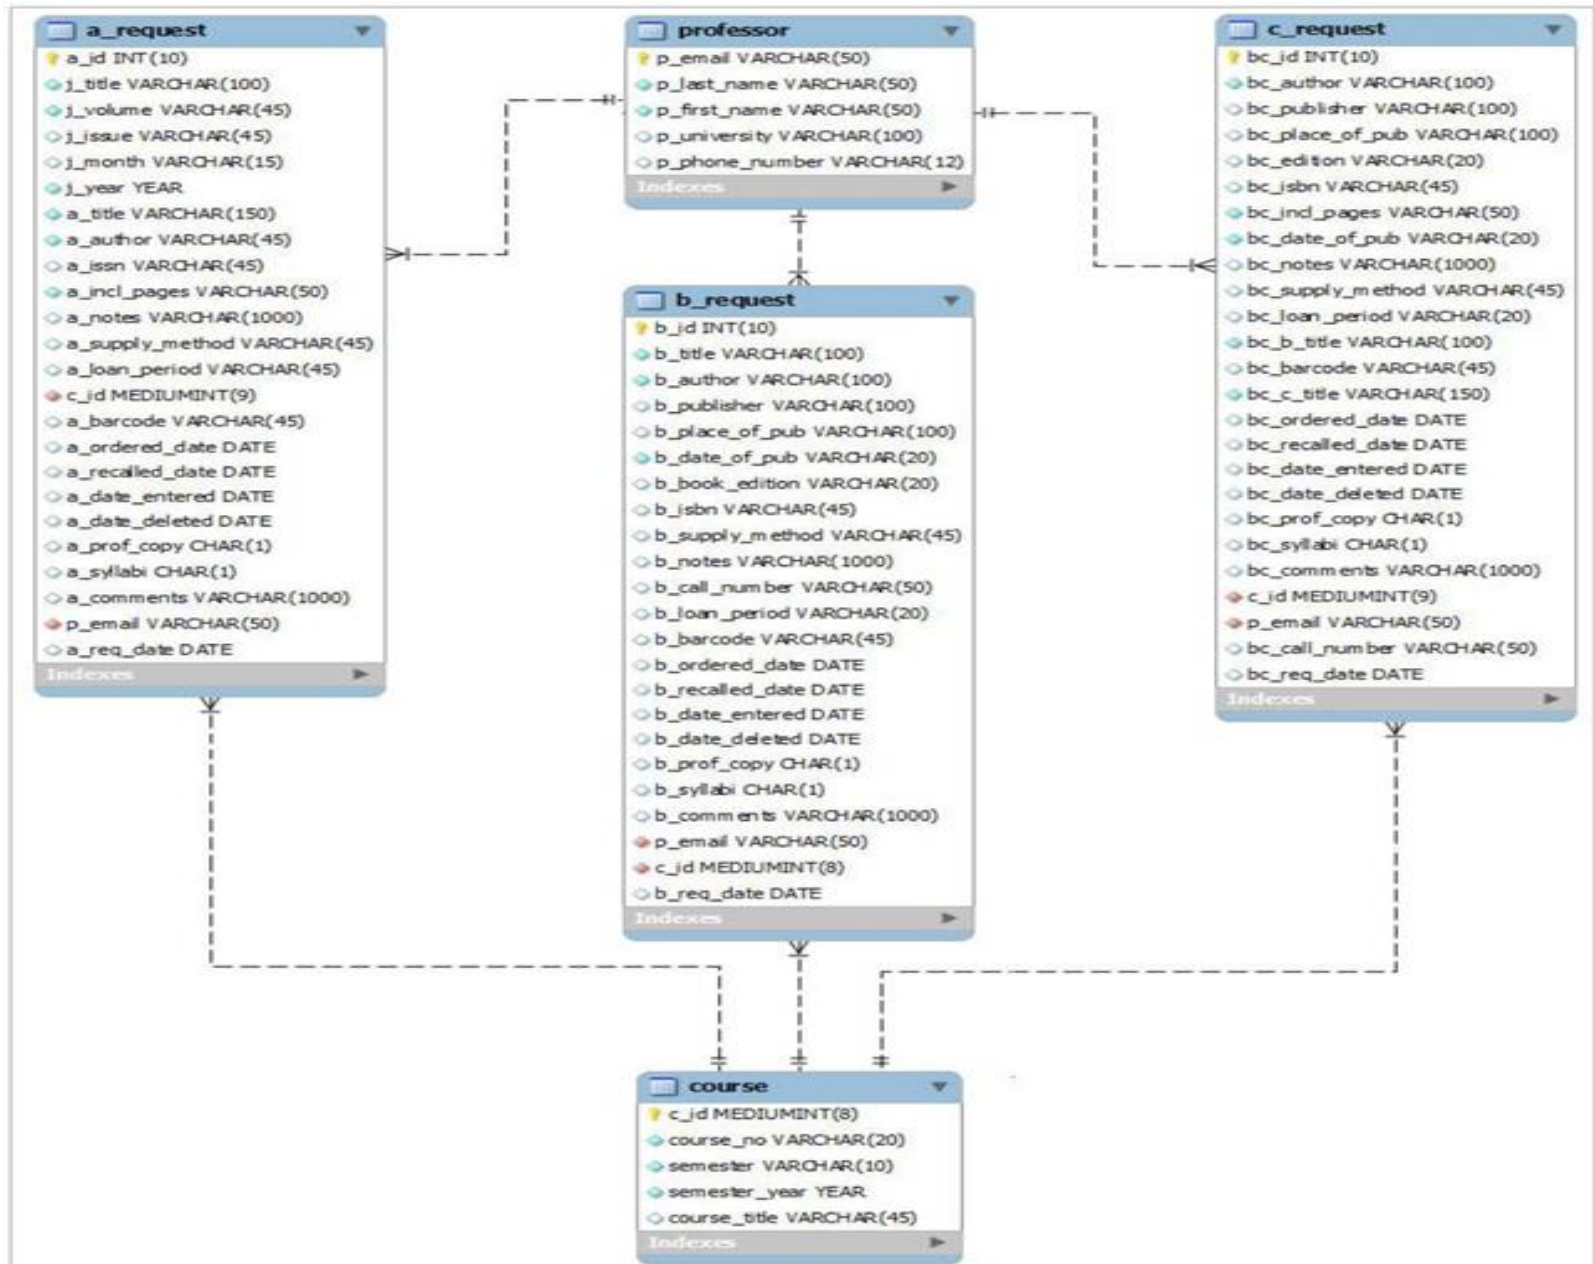 a_request
a_id INT(10)
j_title VARCHAR(100)
j_volume VARCHAR(45)
j_issue VARCHAR(45)
j_month VARCHAR(15)
j_year YEAR
a_title VARCHAR(150)
a_author VARCHAR(45)
a_issn VARCHAR(45)
a_incl_pages VARCHAR(50)
a_notes VARCHAR(1000)
a_supply_method VARCHAR(45)
a_loan_period VARCHAR(45)
c_id MEDIUMINT(9)
a_barcode VARCHAR(45)
a_ordered_date DATE
a_recalled_date DATE
a_date_entered DATE
a_date_deleted DATE
a_prof_copy CHAR(1)
a_syllabi CHAR(1)
a_comments VARCHAR(1000)
p_email VARCHAR(50)
a_req_date DATE
Indexes
professor
p_email VARCHAR(50)
p_last_name VARCHAR(50)
p_first_name VARCHAR(50)
p_university VARCHAR(100)
p_phone_number VARCHAR(12)
Indexes
b_request
b_id INT(10)
b_title VARCHAR(100)
b_author VARCHAR(100)
b_publisher VARCHAR(100)
b_place_of_pub VARCHAR(100)
b_date_of_pub VARCHAR(20)
b_book_edition VARCHAR(20)
b_isbn VARCHAR(45)
b_supply_method VARCHAR(45)
b_notes VARCHAR(1000)
b_call_number VARCHAR(50)
b_loan_period VARCHAR(20)
b_barcode VARCHAR(45)
b_ordered_date DATE
b_recalled_date DATE
b_date_entered DATE
b_date_deleted DATE
b_prof_copy CHAR(1)
b_syllabi CHAR(1)
b_comments VARCHAR(1000)
p_email VARCHAR(50)
c_id MEDIUMINT(8)
b_req_date DATE
Indexes
c_request
bc_id INT(10)
bc_author VARCHAR(100)
bc_publisher VARCHAR(100)
bc_place_of_pub VARCHAR(100)
bc_edition VARCHAR(20)
bc_isbn VARCHAR(45)
bc_incl_pages VARCHAR(50)
bc_date_of_pub VARCHAR(20)
bc_notes VARCHAR(1000)
bc_supply_method VARCHAR(45)
bc_loan_period VARCHAR(20)
bc_b_title VARCHAR(100)
bc_barcode VARCHAR(45)
bc_c_title VARCHAR(150)
bc_ordered_date DATE
bc_recalled_date DATE
bc_date_entered DATE
bc_date_deleted DATE
bc_prof_copy CHAR(1)
bc_syllabi CHAR(1)
bc_comments VARCHAR(1000)
c_id MEDIUMINT(9)
p_email VARCHAR(50)
bc_call_number VARCHAR(50)
bc_req_date DATE
Indexes
course
c_id MEDIUMINT(8)
course_no VARCHAR(20)
semester VARCHAR(10)
semester_year YEAR
course_title VARCHAR(45)
Indexes